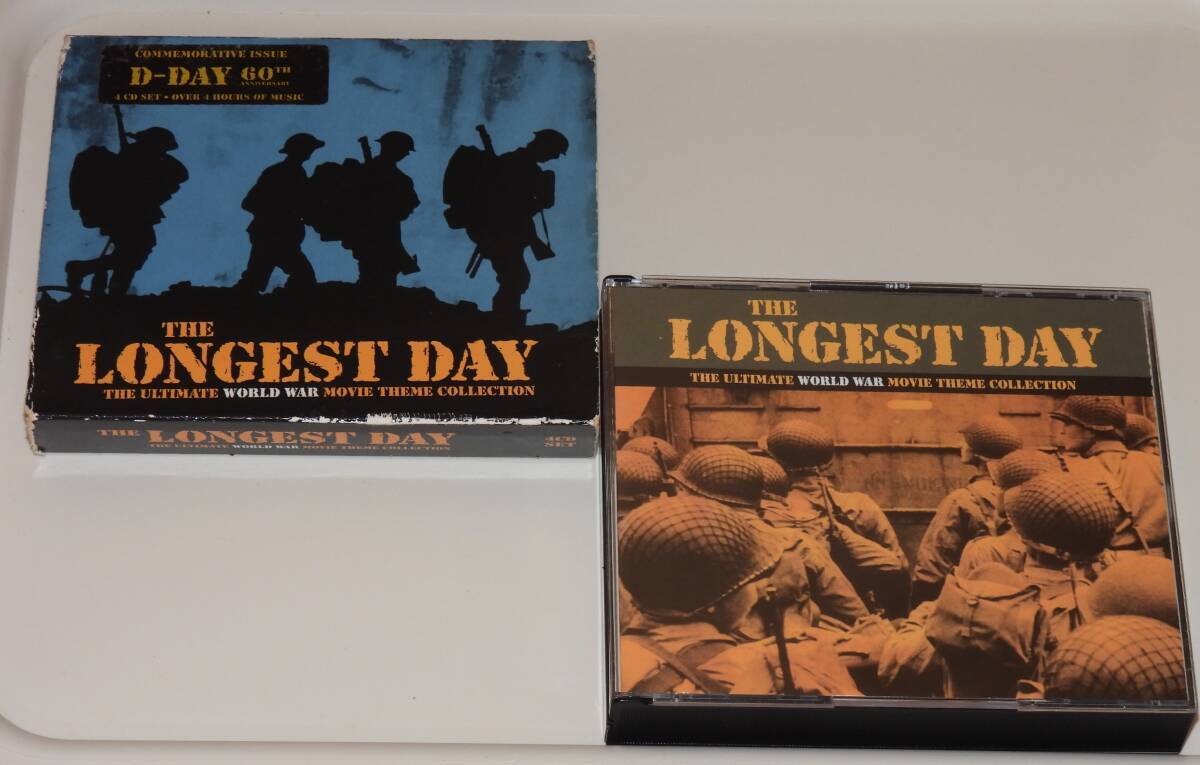 COMMEMORATIVE ISSUE
D-DAY 60TH
ANNIVERSARY
4 CD SET - OVER 4 HOURS OF MUSIC
THE
LONGEST DAY
THE ULTIMATE WORLD WAR MOVIE THEME COLLECTION
THE LONGEST DAY
THE ULTIMATE WORLD WAR MOVIE THEME COLLECTION
4CD
SET
THE
LONGEST DAY
THE ULTIMATE WORLD WAR MOVIE THEME COLLECTION